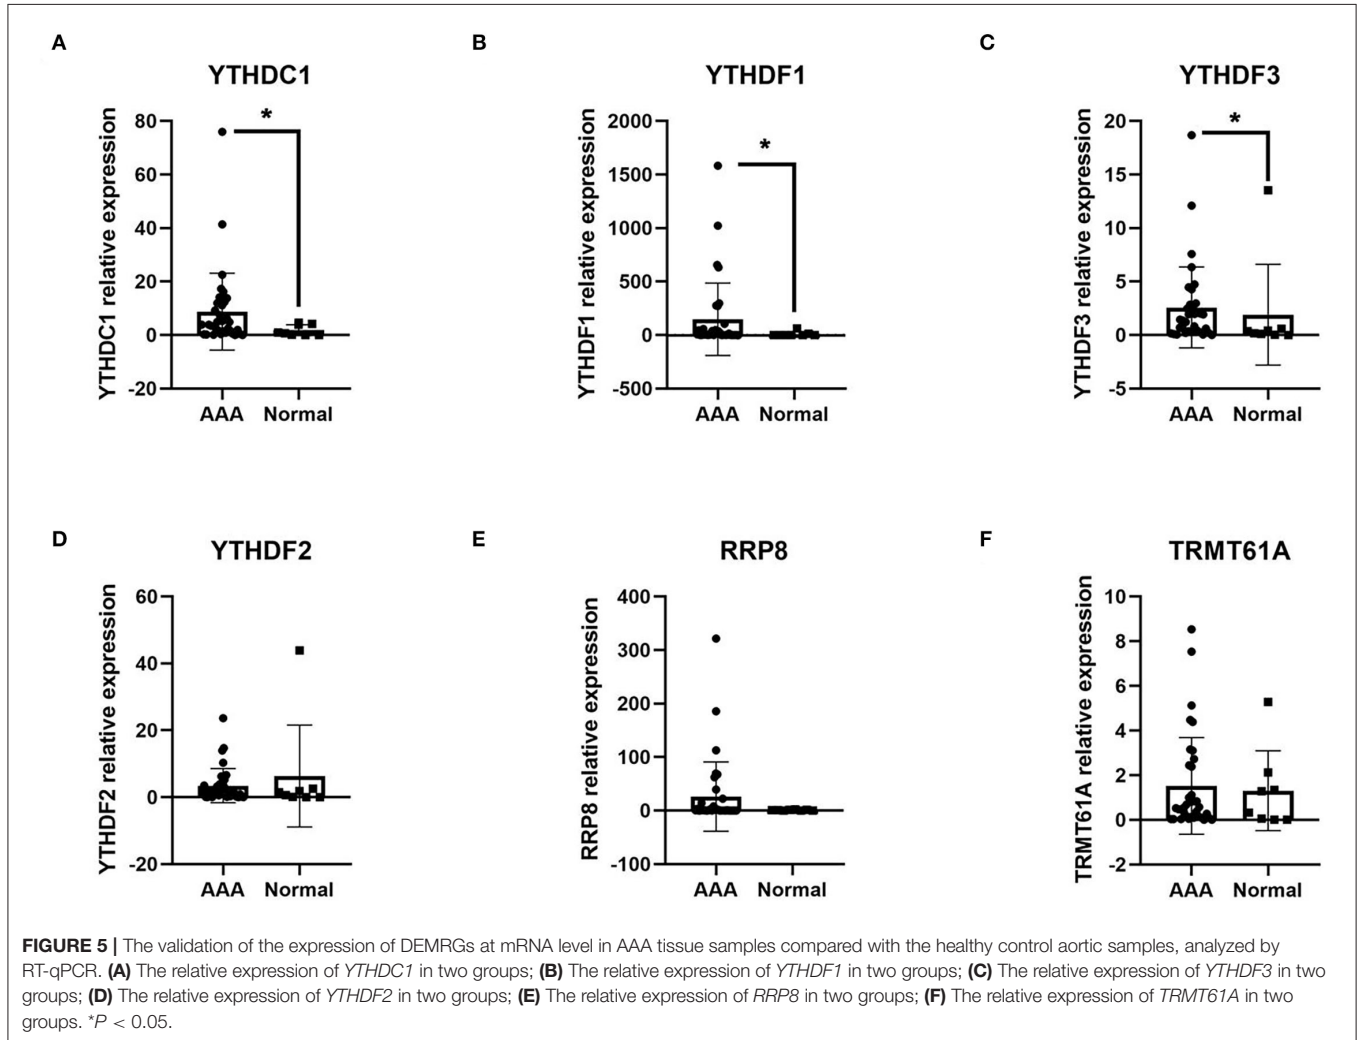 A
YTHDC1
YTHDC1 relative expression
80
60
40
20
0
-20
*
AAA Normal
B
YTHDF1
YTHDF1 relative expression
2000
1500
1000
500
0
-500
*
AAA Normal
C
YTHDF3
YTHDF3 relative expression
20
15
10
5
0
-5
*
AAA Normal
D
YTHDF2
YTHDF2 relative expression
60
40
20
0
-20
AAA Normal
E
RRP8
RRP8 relative expression
400
300
200
100
0
-100
AAA Normal
F
TRMT61A
TRMT61A relative expression
10
8
6
4
2
0
-2
AAA Normal
FIGURE 5 | The validation of the expression of DEMRGs at mRNA level in AAA tissue samples compared with the healthy control aortic samples, analyzed by
RT-qPCR. (A) The relative expression of YTHDC1 in two groups; (B) The relative expression of YTHDF1 in two groups; (C) The relative expression of YTHDF3 in two
groups; (D) The relative expression of YTHDF2 in two groups; (E) The relative expression of RRP8 in two groups; (F) The relative expression of TRMT61A in two
groups. *P < 0.05.